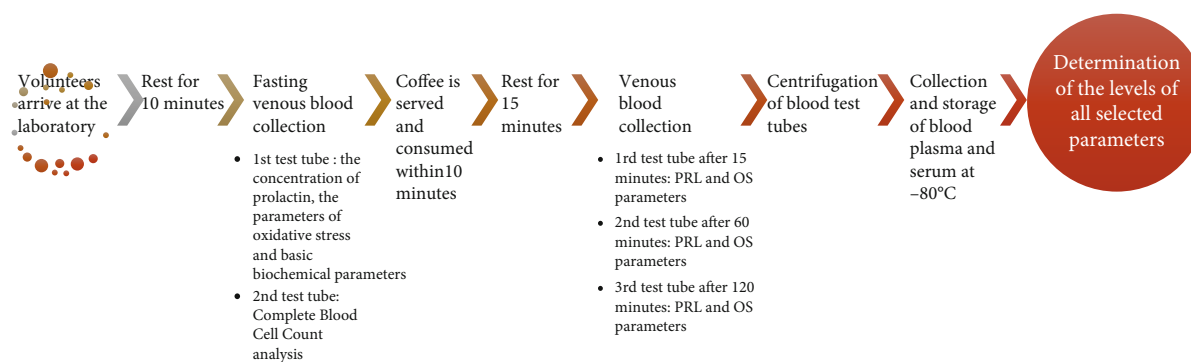 Volunteers
arrive at the
laboratory
Rest for
10 minutes
Fasting
venous blood
collection
• 1st test tube : the
concentration of
prolactin, the
parameters of
oxidative stress
and basic
biochemical parameters
• 2nd test tube:
Complete Blood
Cell Count
analysis
Coffee is
served
and
consumed
within10
minutes
Rest for
15
minutes
Venous
blood
collection
• 1rd test tube after 15
minutes: PRL and OS
parameters
• 2nd test tube after 60
minutes: PRL and OS
parameters
• 3rd test tube after 120
minutes: PRL and OS
parameters
Centrifugation
of blood test
tubes
Collection
and storage
of blood
plasma and
serum at
–80°C
Determination
of the levels of
all selected
parameters